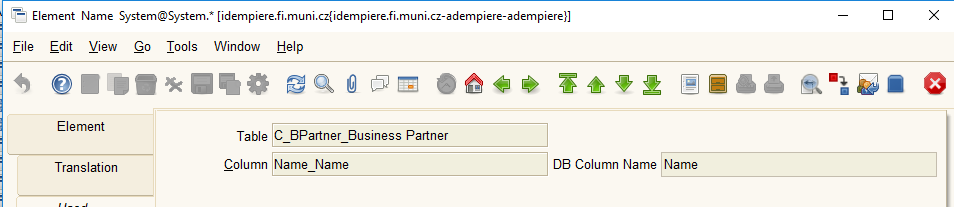 Element Name System@System.* [idempiere.fi.muni.cz{idempiere.fi.muni.cz-adempiere-adempiere}]
File Edit View Go Tools Window Help
Element
Table C_BPartner_Business Partner
Translation
Column Name_Name DB Column Name Name
Used